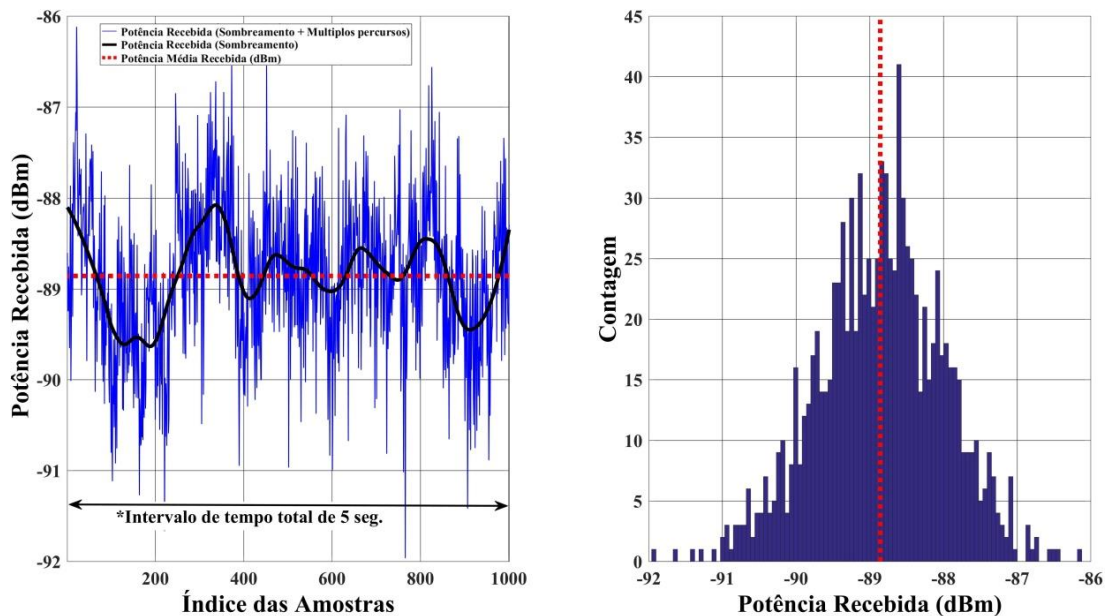 Potência Recebida (Sombreamento + Multiplos percursos)
Potência Recebida (Sombreamento)
Potência Média Recebida (dBm)
Potência Recebida (dBm)
-86
-87
-88
-89
-90
-91
-92
*Intervalo de tempo total de 5 seg.
200 400 600 800 1000
Índice das Amostras
Contagem
45
40
35
30
25
20
15
10
5
0
-92 -91 -90 -89 -88 -87 -86
Potência Recebida (dBm)